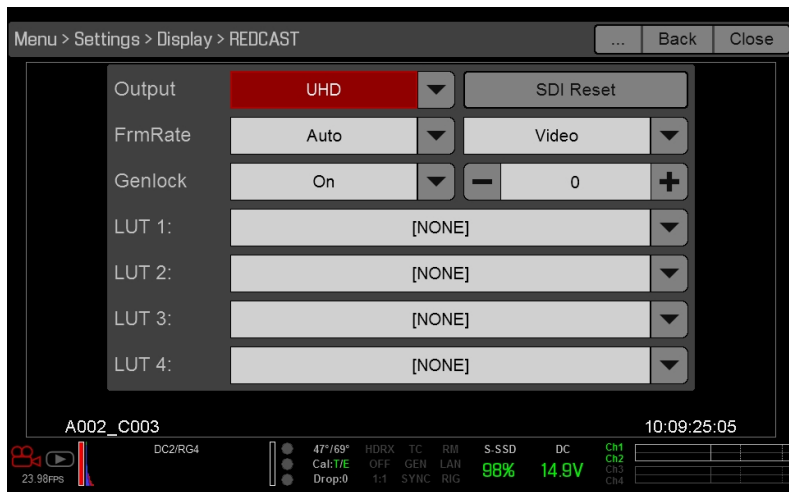 Menu > Settings > Display > REDCAST ... Back Close
Output UHD SDI Reset
FrmRate Auto Video
Genlock On − 0 +
LUT 1: [NONE]
LUT 2: [NONE]
LUT 3: [NONE]
LUT 4: [NONE]
A002_C003 10:09:25:05
DC2/RG4 47°/69° HDRX TC RM S-SSD DC Ch1
Cal:T/E OFF GEN LAN 98% 14.9V Ch2
23.98FPS Drop:0 1:1 SYNC RIG Ch3
Ch4